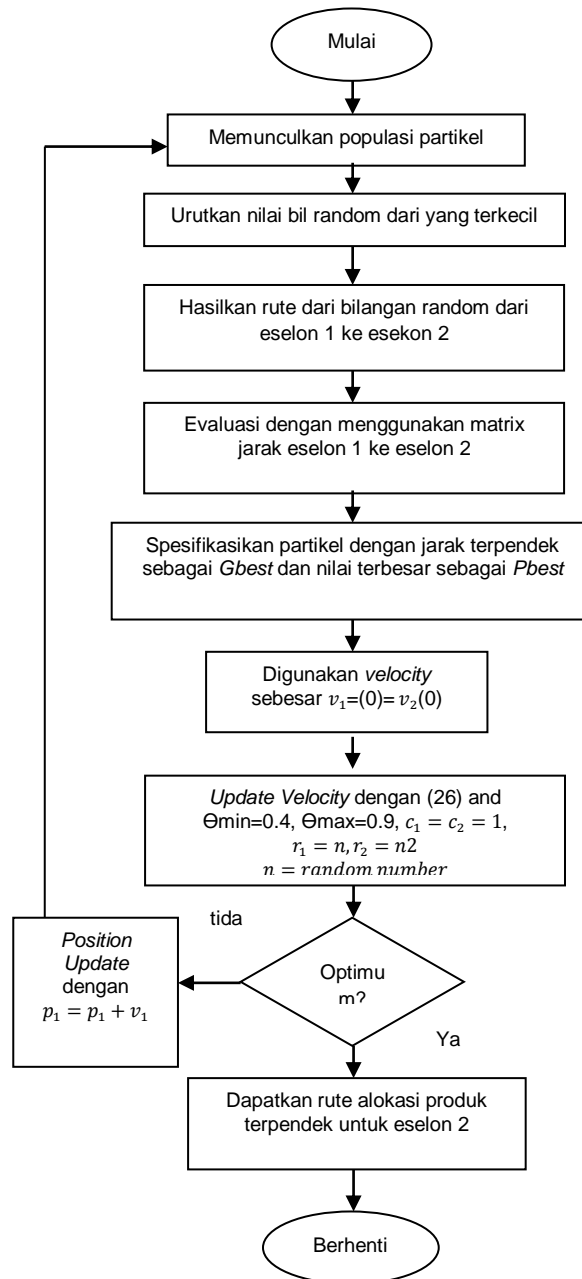 Mulai
Memunculkan populasi partikel
Urutkan nilai bil random dari yang terkecil
Hasilkan rute dari bilangan random dari
eselon 1 ke esekon 2
Evaluasi dengan menggunakan matrix
jarak eselon 1 ke eselon 2
Spesifikasikan partikel dengan jarak terpendek
sebagai Gbest dan nilai terbesar sebagai Pbest
Digunakan velocity
sebesar v₁=(0)= v₂(0)
Update Velocity dengan (26) and
Ɵmin=0.4, Ɵmax=0.9, c₁ = c₂ = 1,
r₁ = n, r₂ = n2
n = random number
tida
Position
Update
dengan
p₁ = p₁ + v₁
Optimu
m?
Ya
Dapatkan rute alokasi produk
terpendek untuk eselon 2
Berhenti